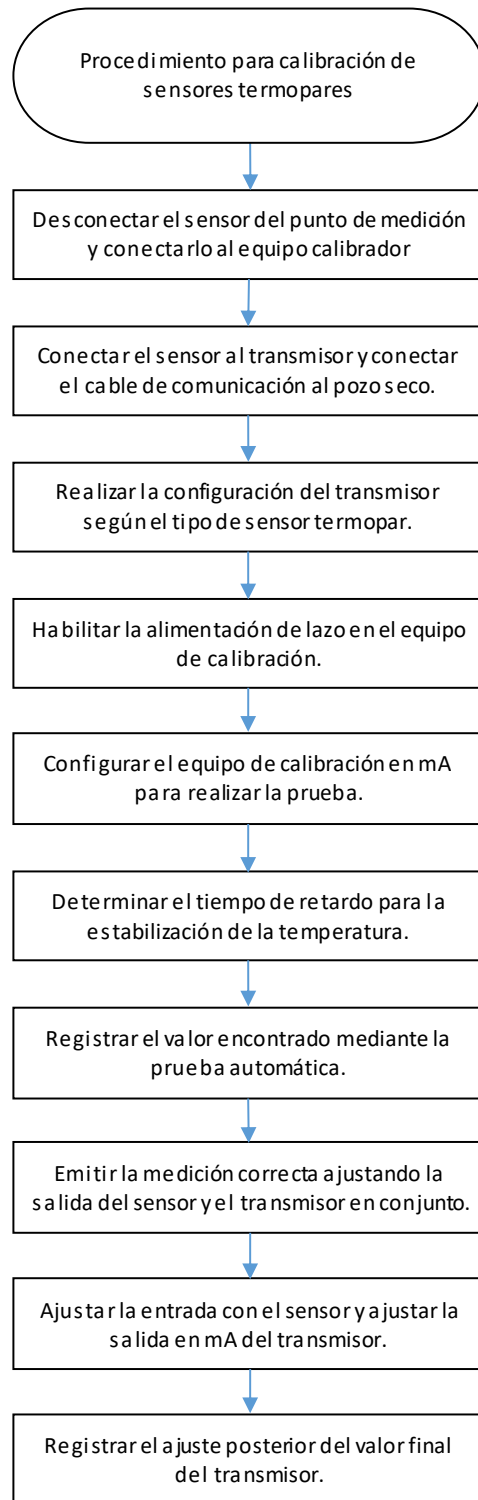 Procedimiento para calibración de
sensores termopares
Desconectar el sensor del punto de medición
y conectarlo al equipo calibrador
Conectar el sensor al transmisor y conectar
el cable de comunicación al pozo seco.
Realizar la configuración del transmisor
según el tipo de sensor termopar.
Habilitar la alimentación de lazo en el equipo
de calibración.
Configurar el equipo de calibración en mA
para realizar la prueba.
Determinar el tiempo de retardo para la
estabilización de la temperatura.
Registrar el valor encontrado mediante la
prueba automática.
Emitir la medición correcta ajustando la
salida del sensor y el transmisor en conjunto.
Ajustar la entrada con el sensor y ajustar la
salida en mA del transmisor.
Registrar el ajuste posterior del valor final
del transmisor.